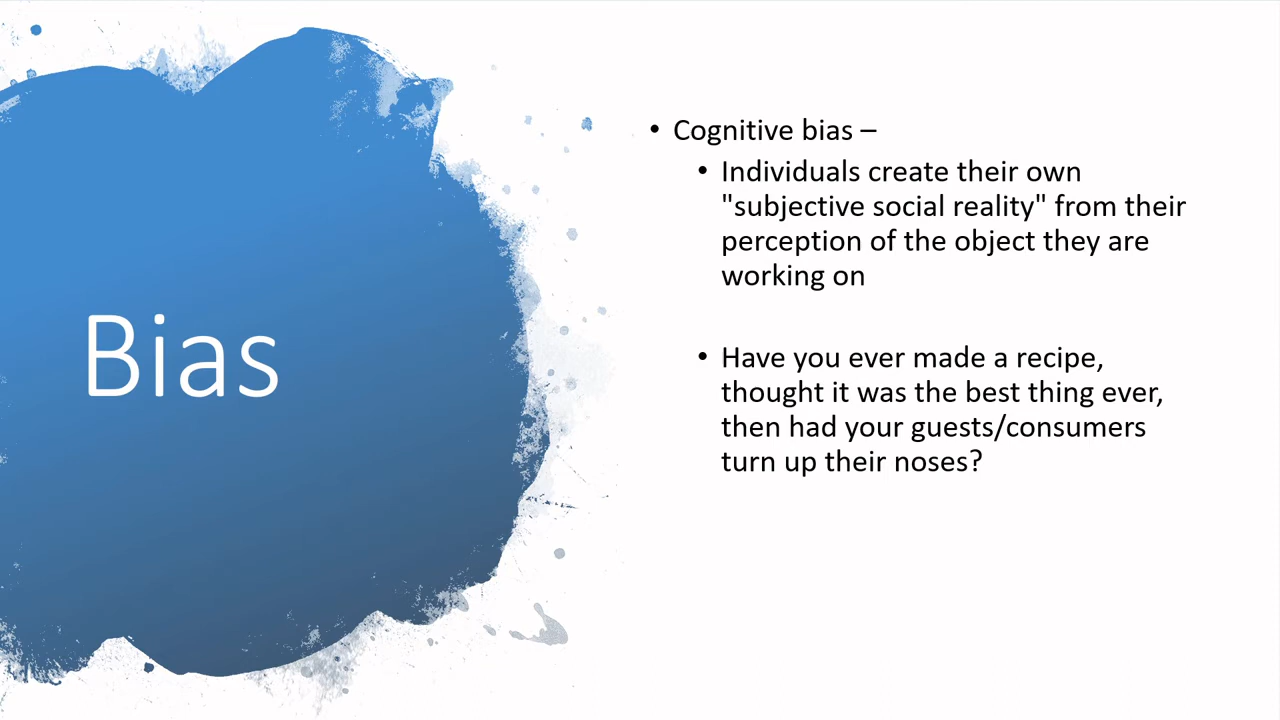 Bias
• Cognitive bias –
• Individuals create their own
"subjective social reality" from their
perception of the object they are
working on
• Have you ever made a recipe,
thought it was the best thing ever,
then had your guests/consumers
turn up their noses?